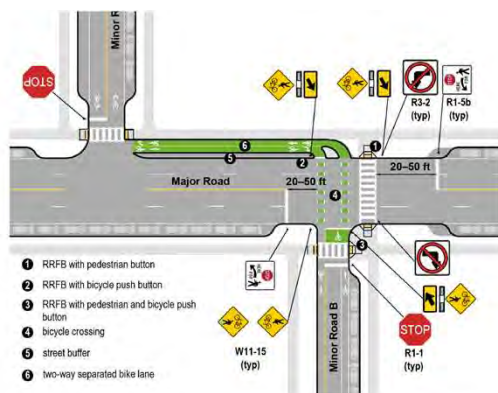 Minor R
STOP
R3-2
(typ)
R1-5b
(typ)
6
5
2
1
20–50 ft
Major Road
20–50 ft
4
3
1 RRFB with pedestrian button
2 RRFB with bicycle push button
3 RRFB with pedestrian and bicycle push
button
4 bicycle crossing
5 street buffer
6 two-way separated bike lane
W11-15
(typ)
Minor Road B
STOP
R1-1
(typ)